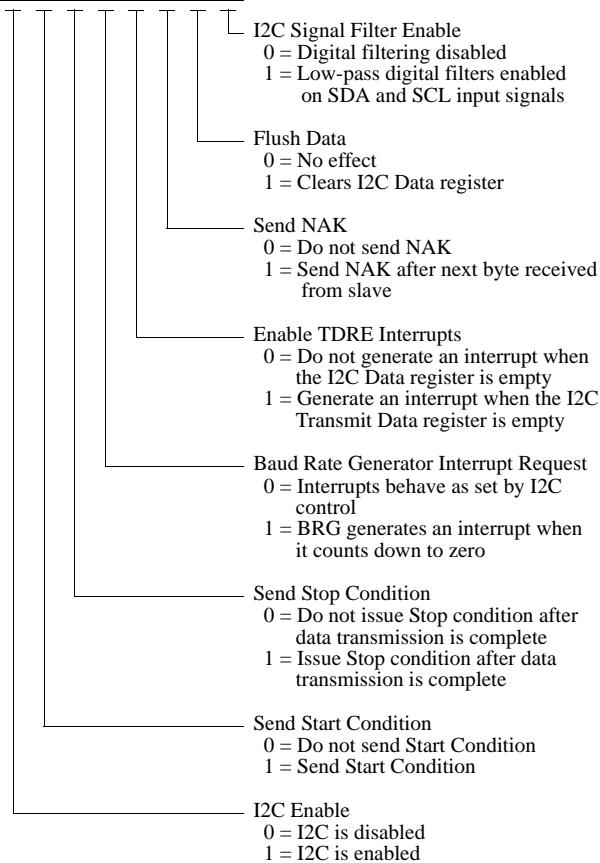 I2C Signal Filter Enable
0 = Digital filtering disabled
1 = Low-pass digital filters enabled
on SDA and SCL input signals
Flush Data
0 = No effect
1 = Clears I2C Data register
Send NAK
0 = Do not send NAK
1 = Send NAK after next byte received
from slave
Enable TDRE Interrupts
0 = Do not generate an interrupt when
the I2C Data register is empty
1 = Generate an interrupt when the I2C
Transmit Data register is empty
Baud Rate Generator Interrupt Request
0 = Interrupts behave as set by I2C
control
1 = BRG generates an interrupt when
it counts down to zero
Send Stop Condition
0 = Do not issue Stop condition after
data transmission is complete
1 = Issue Stop condition after data
transmission is complete
Send Start Condition
0 = Do not send Start Condition
1 = Send Start Condition
I2C Enable
0 = I2C is disabled
1 = I2C is enabled